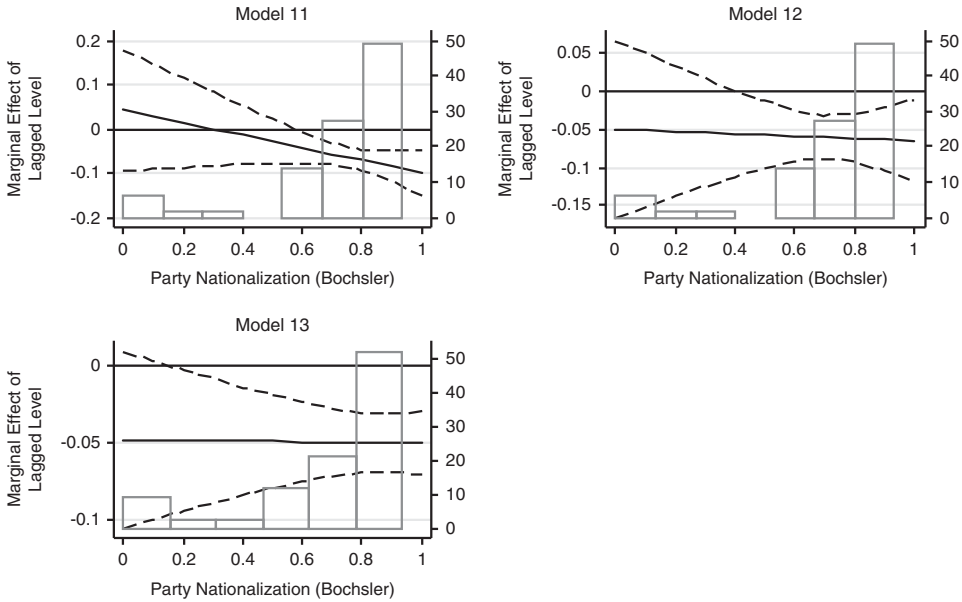 Model 11
Marginal Effect of
Lagged Level
0.2
0.1
0
-0.1
-0.2
50
40
30
20
10
0
0 0.2 0.4 0.6 0.8 1
Party Nationalization (Bochsler)
Model 12
Marginal Effect of
Lagged Level
0.05
0
-0.05
-0.1
-0.15
50
40
30
20
10
0
0 0.2 0.4 0.6 0.8 1
Party Nationalization (Bochsler)
Model 13
Marginal Effect of
Lagged Level
0
-0.05
-0.1
50
40
30
20
10
0
0 0.2 0.4 0.6 0.8 1
Party Nationalization (Bochsler)